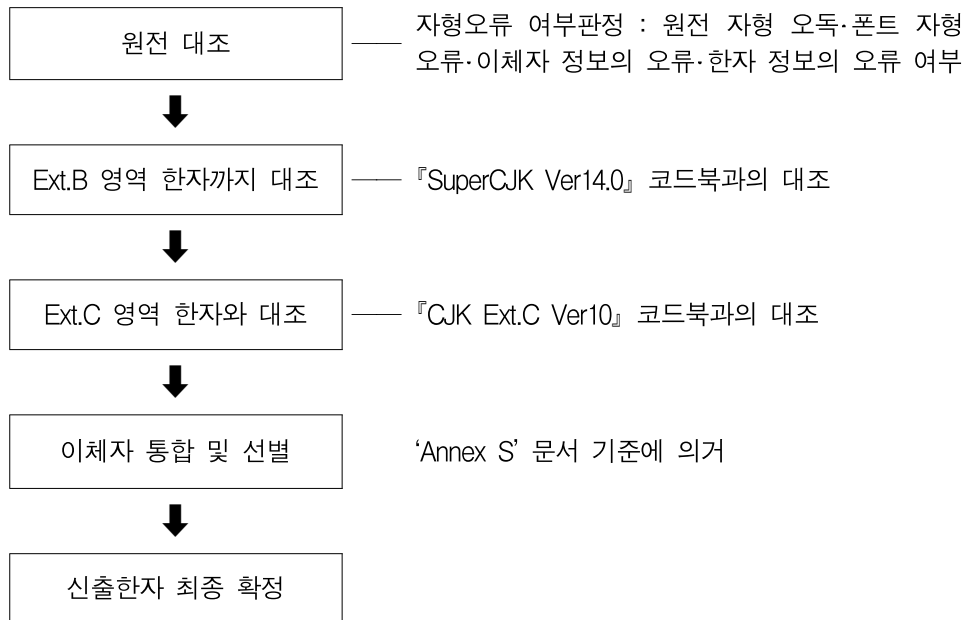 원전 대조
자형오류 여부판정 : 원전 자형 오독·폰트 자형
오류·이체자 정보의 오류·한자 정보의 오류 여부
Ext.B 영역 한자까지 대조
『SuperCJK Ver14.0』 코드북과의 대조
Ext.C 영역 한자와 대조
『CJK Ext.C Ver10』 코드북과의 대조
이체자 통합 및 선별
‘Annex S’ 문서 기준에 의거
신출한자 최종 확정